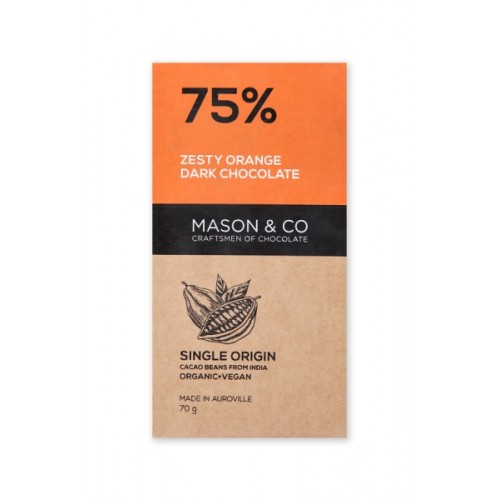 75%
ZESTY ORANGE
DARK CHOCOLATE
MASON & CO
CRAFTSMEN OF CHOCOLATE
SINGLE ORIGIN
CACAO BEANS FROM INDIA
ORGANIC•VEGAN
MADE IN AUROVILLE
70 g